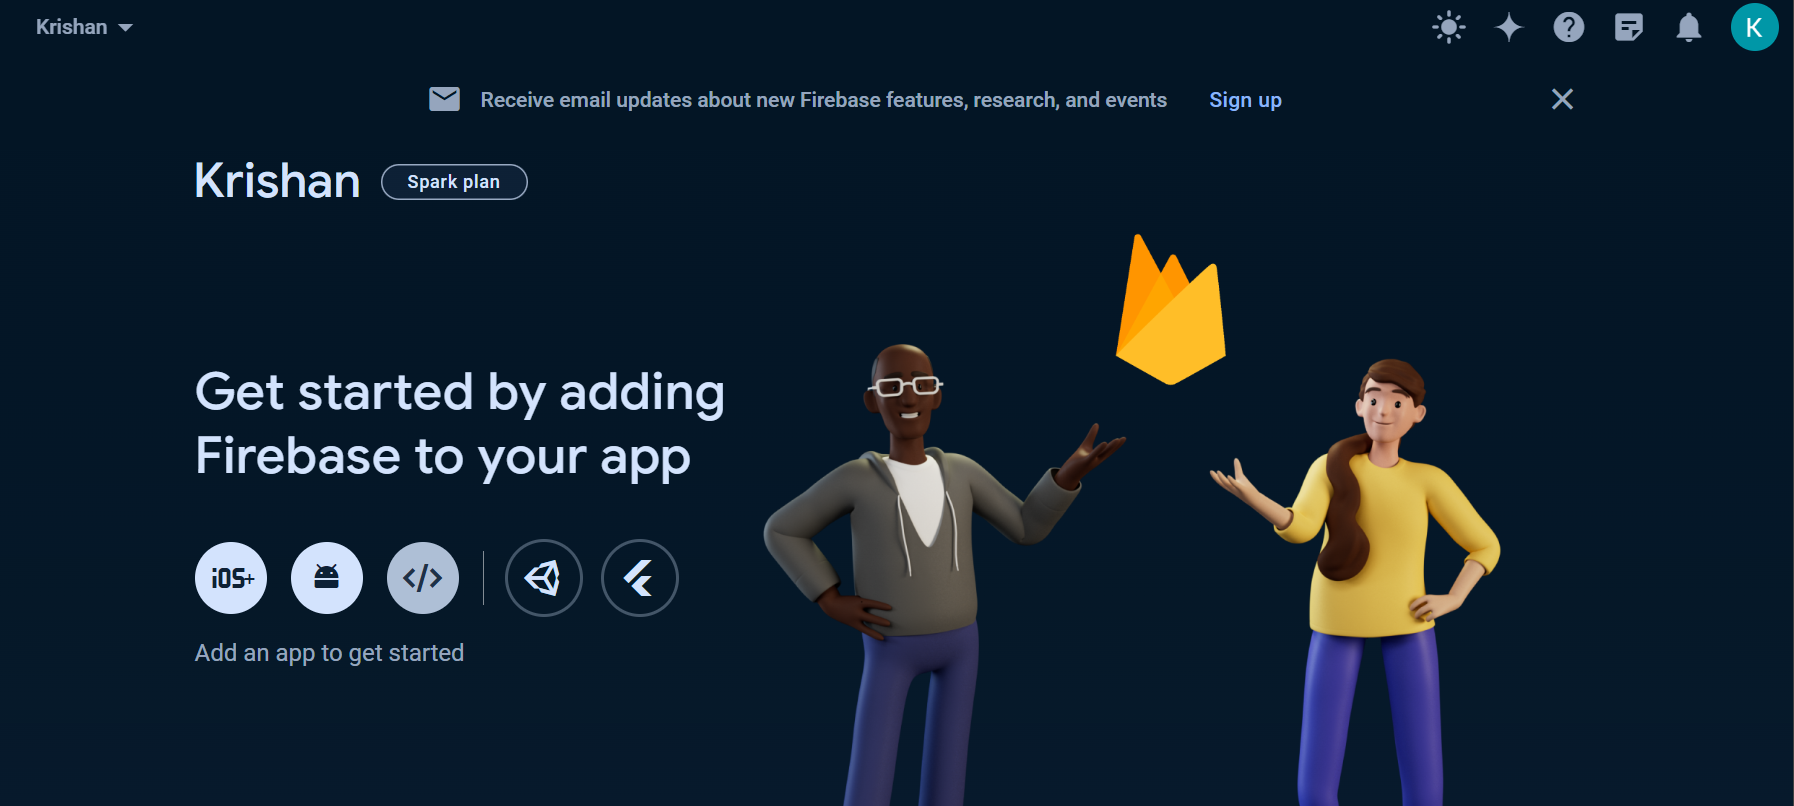 Krishan
K
Receive email updates about new Firebase features, research, and events Sign up
Krishan Spark plan
Get started by adding
Firebase to your app
iOS+ </>
Add an app to get started